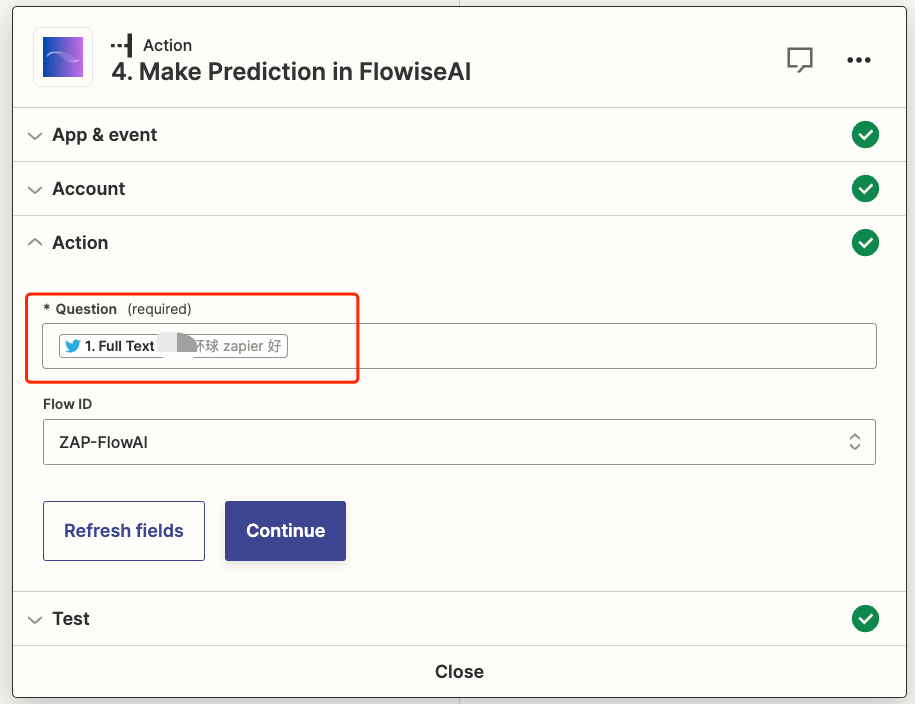 Action
4. Make Prediction in FlowiseAI
App & event
Account
Action
* Question (required)
1. Full Text 环球 zapier 好
Flow ID
ZAP-FlowAI
Refresh fields
Continue
Test
Close